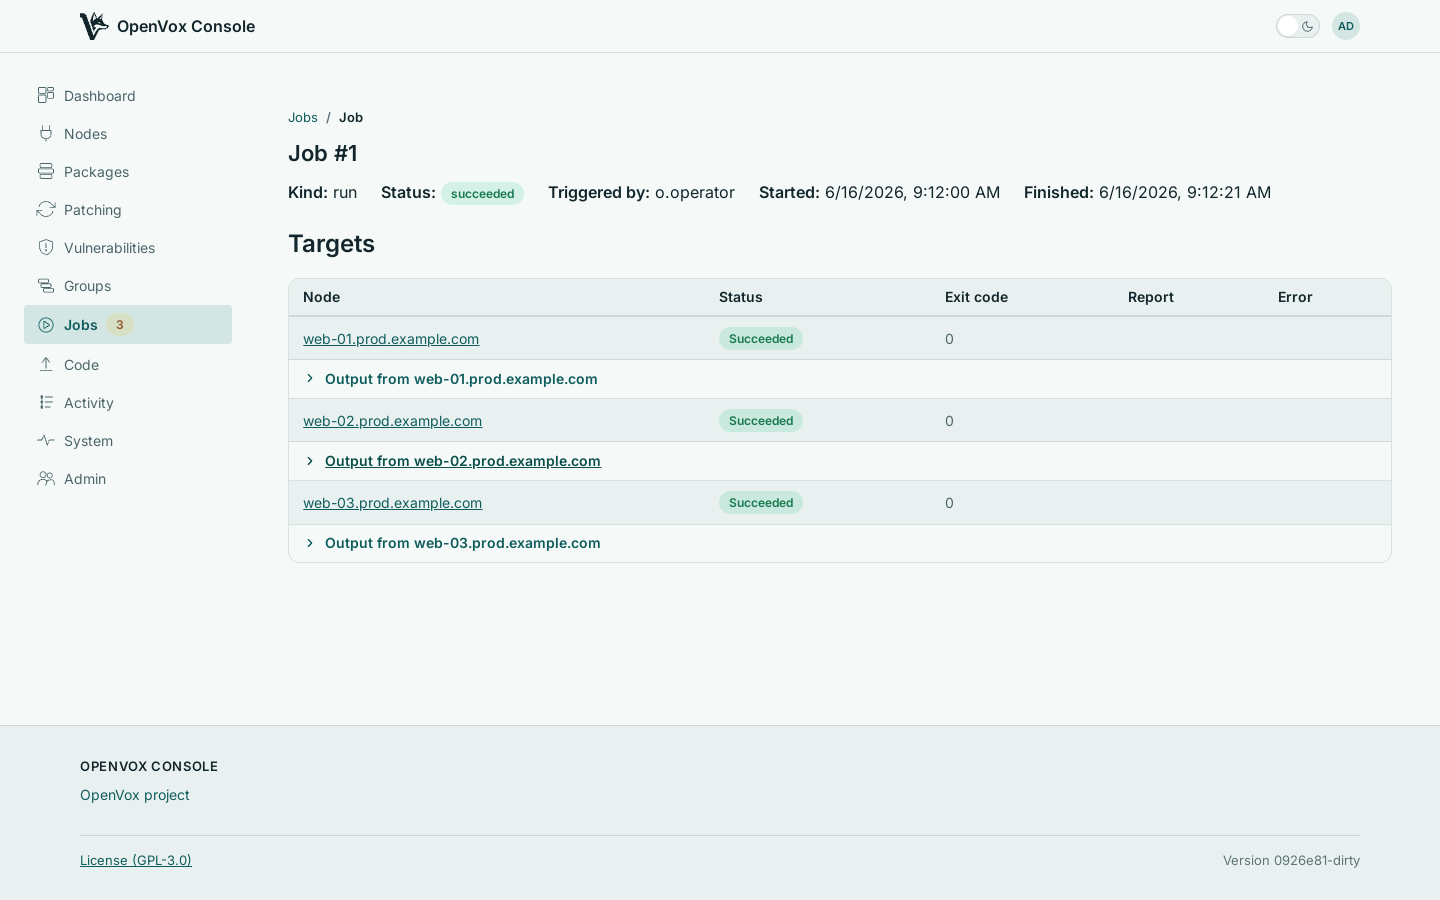 OpenVox Console
AD
Dashboard
Nodes
Packages
Patching
Vulnerabilities
Groups
Jobs 3
Code
Activity
System
Admin
Jobs / Job
Job #1
Kind: run Status: succeeded Triggered by: o.operator Started: 6/16/2026, 9:12:00 AM Finished: 6/16/2026, 9:12:21 AM
Targets
Node Status Exit code Report Error
web-01.prod.example.com Succeeded 0
Output from web-01.prod.example.com
web-02.prod.example.com Succeeded 0
Output from web-02.prod.example.com
web-03.prod.example.com Succeeded 0
Output from web-03.prod.example.com
OPENVOX CONSOLE
OpenVox project
License (GPL-3.0)
Version 0926e81-dirty